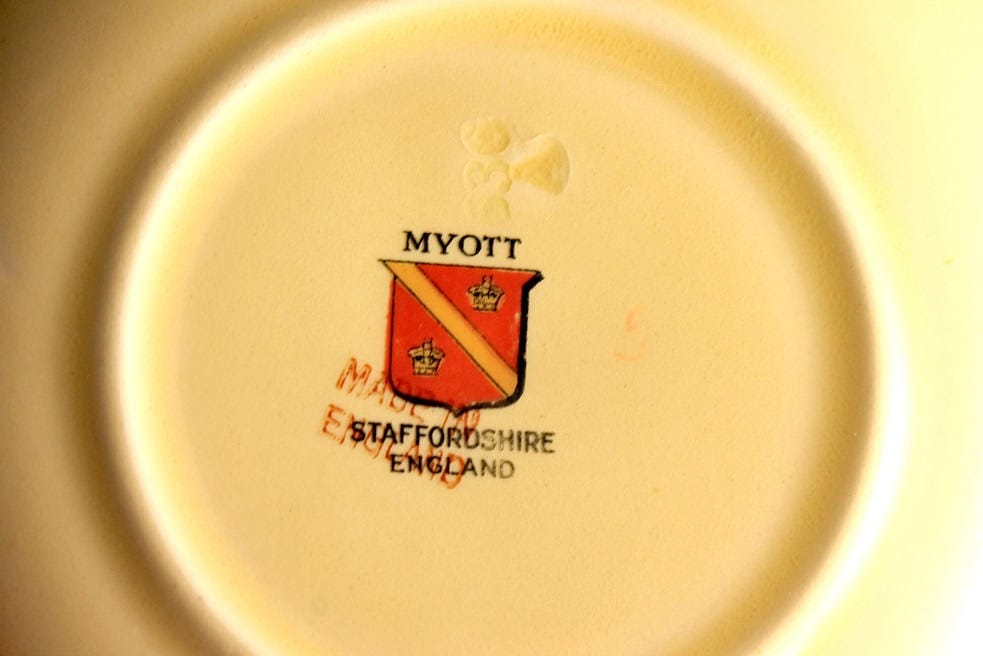 MYOTT
MADE IN
ENGLAND
STAFFORDSHIRE
ENGLAND